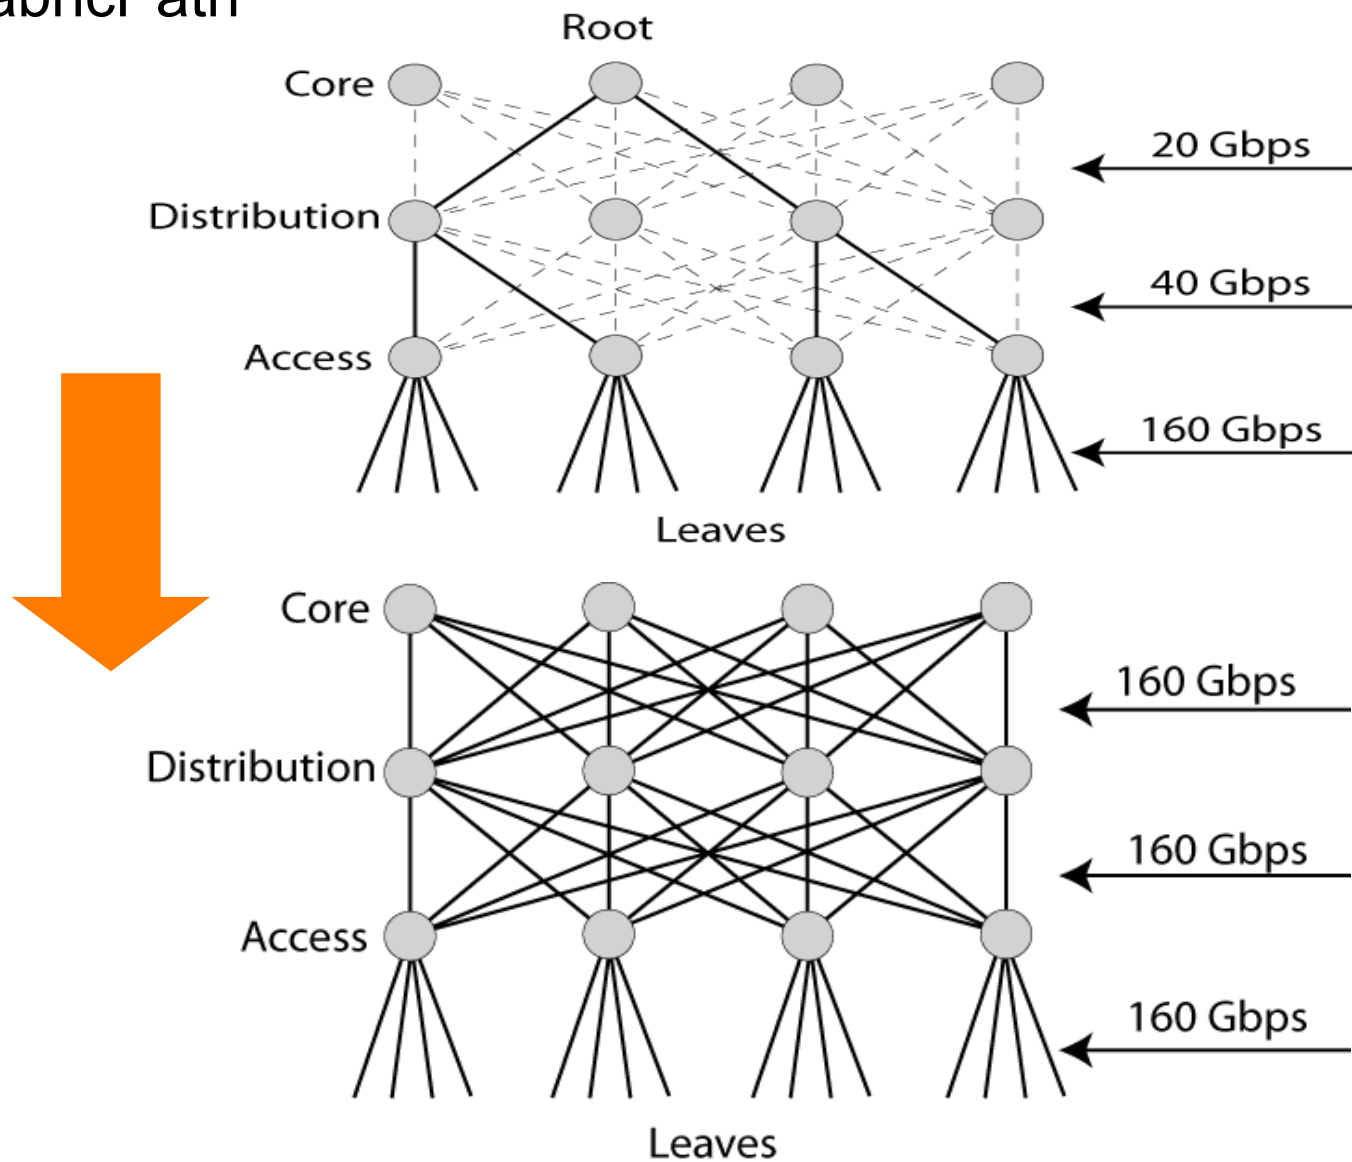 Root
Core
20 Gbps
Distribution
40 Gbps
Access
160 Gbps
Leaves
Core
160 Gbps
Distribution
160 Gbps
Access
160 Gbps
Leaves